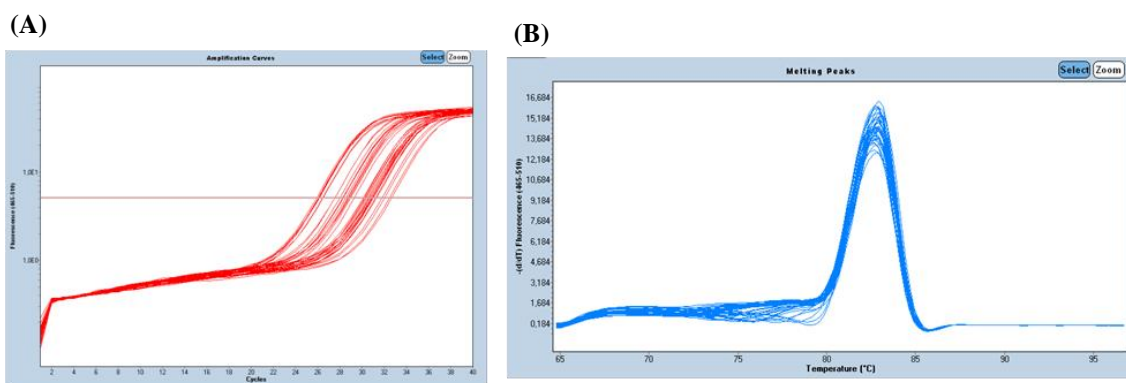 (A)
Amplification Curves
Select Zoom
Fluorescence (465-510)
1,0E1
1,0E0
2 4 6 8 10 12 14 16 18 20 22 24 26 28 30 32 34 36 38 40
Cycles
(B)
Melting Peaks
Select Zoom
-(d/dT) Fluorescence (465-510)
16,684
14,684
13,684
12,184
10,684
9,184
7,684
6,184
4,684
3,184
1,684
0,184
65 70 75 80 85 90 95
Temperature (°C)